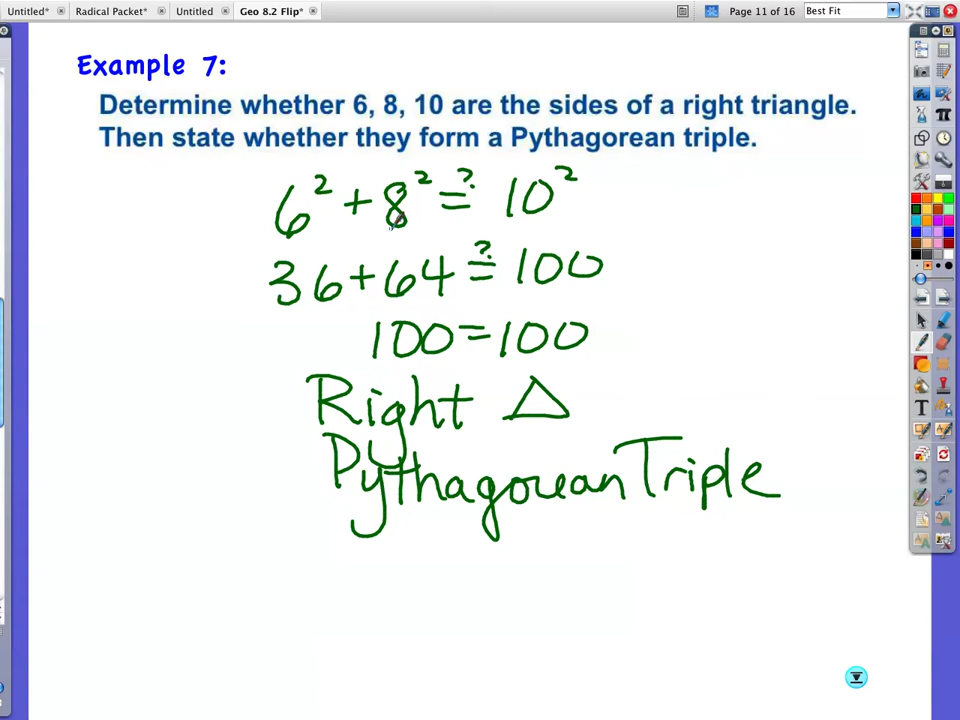 Untitled* Radical Packet* Untitled Geo 8.2 Flip* Page 11 of 16 Best Fit
Example 7:
Determine whether 6, 8, 10 are the sides of a right triangle.
Then state whether they form a Pythagorean triple.
6² + 8² ≟ 10²
36+64 ≟ 100
100=100
Right △
Pythagorean Triple